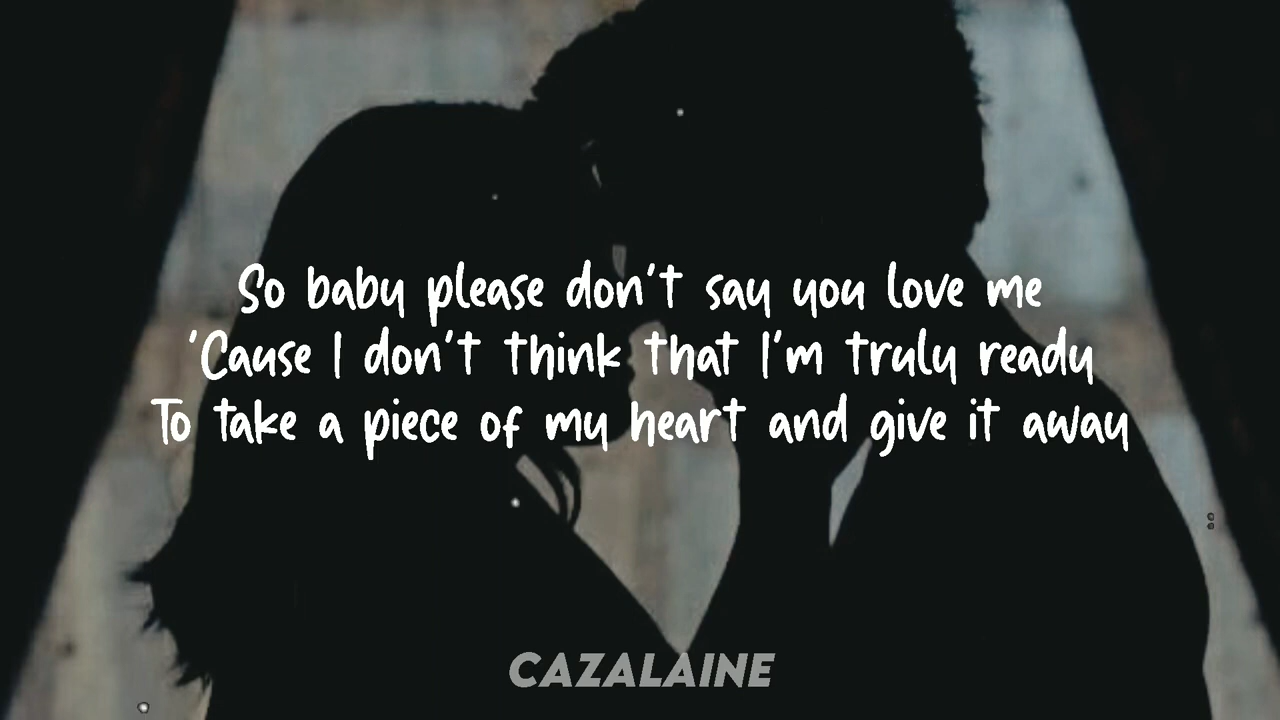 So baby please don't say you love me
'Cause I don't think that I'm truly ready
To take a piece of my heart and give it away
CAZALAINE